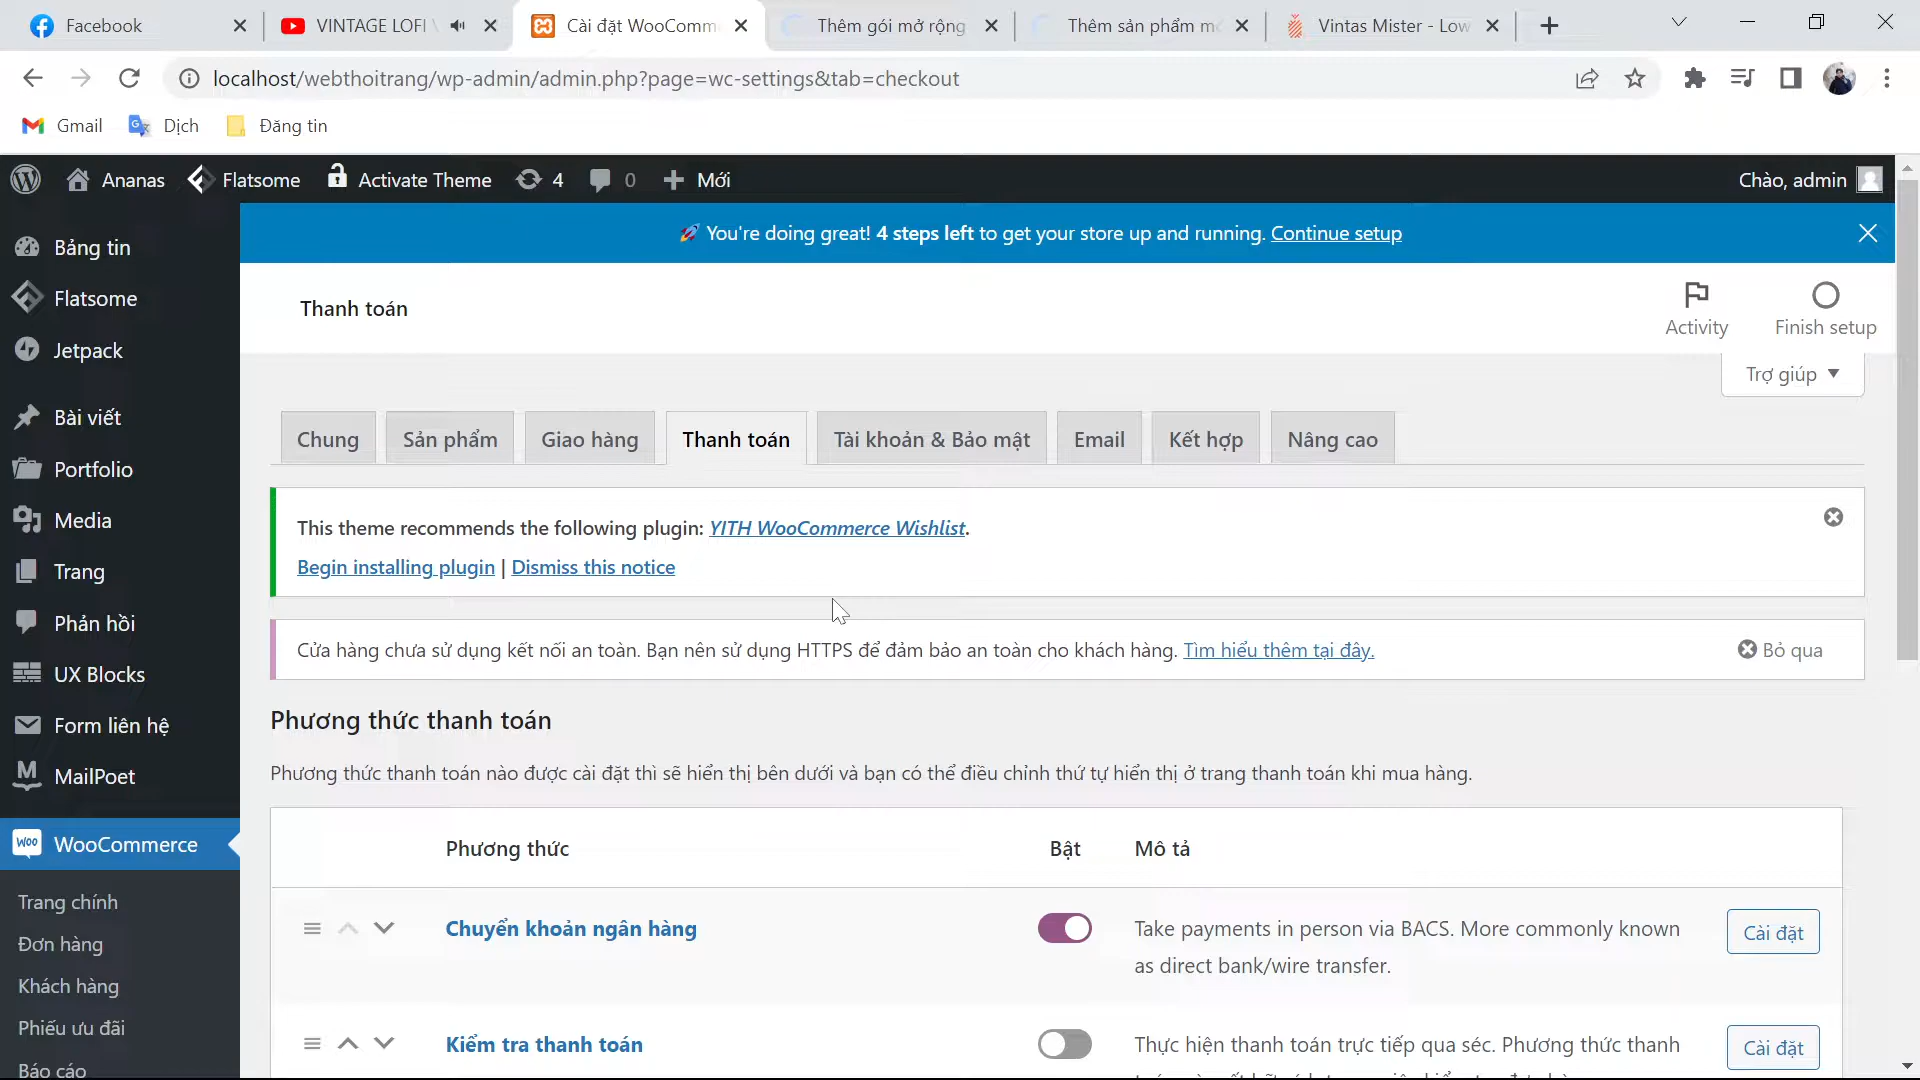 Facebook
VINTAGE LOFI
Cài đặt WooComm
Thêm gói mở rộng
Thêm sản phẩm mớ
Vintas Mister - Low
localhost/webthoitrang/wp-admin/admin.php?page=wc-settings&tab=checkout
Gmail
Dịch
Đăng tin
Ananas
Flatsome
Activate Theme
4
0
Mới
Chào, admin
Bảng tin
Flatsome
Jetpack
Bài viết
Portfolio
Media
Trang
Phản hồi
UX Blocks
Form liên hệ
MailPoet
WooCommerce
Trang chính
Đơn hàng
Khách hàng
Phiếu ưu đãi
Báo cáo
You're doing great! 4 steps left to get your store up and running. Continue setup
Thanh toán
Activity
Finish setup
Trợ giúp
Chung
Sản phẩm
Giao hàng
Thanh toán
Tài khoản & Bảo mật
Email
Kết hợp
Nâng cao
This theme recommends the following plugin: YITH WooCommerce Wishlist.
Begin installing plugin | Dismiss this notice
Cửa hàng chưa sử dụng kết nối an toàn. Bạn nên sử dụng HTTPS để đảm bảo an toàn cho khách hàng. Tìm hiểu thêm tại đây.
Bỏ qua
Phương thức thanh toán
Phương thức thanh toán nào được cài đặt thì sẽ hiển thị bên dưới và bạn có thể điều chỉnh thứ tự hiển thị ở trang thanh toán khi mua hàng.
Phương thức
Bật
Mô tả
Chuyển khoản ngân hàng
Take payments in person via BACS. More commonly known
as direct bank/wire transfer.
Cài đặt
Kiểm tra thanh toán
Thực hiện thanh toán trực tiếp qua séc. Phương thức thanh
Cài đặt